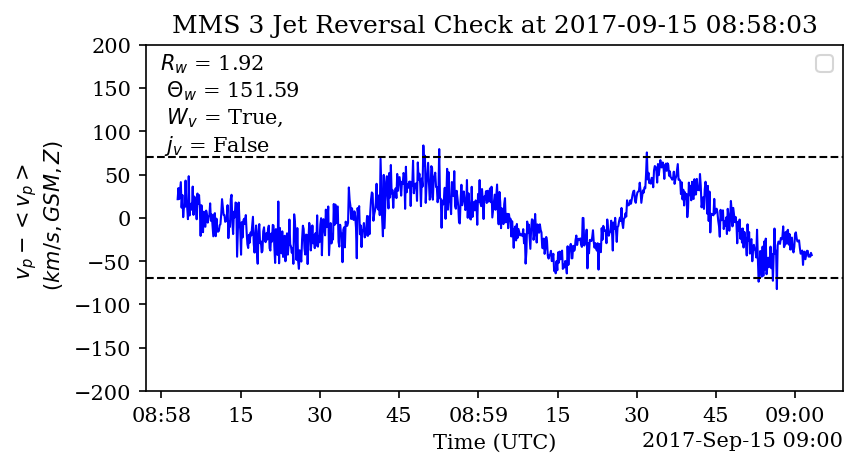 MMS 3 Jet Reversal Check at 2017-09-15 08:58:03
R_w = 1.92
Θ_w = 151.59
W_v = True,
j_v = False
v_p − < v_p >
(km/s, GSM, Z)
200
150
100
50
0
−50
−100
−150
−200
08:58 15 30 45 08:59 15 30 45 09:00
Time (UTC)
2017-Sep-15 09:00